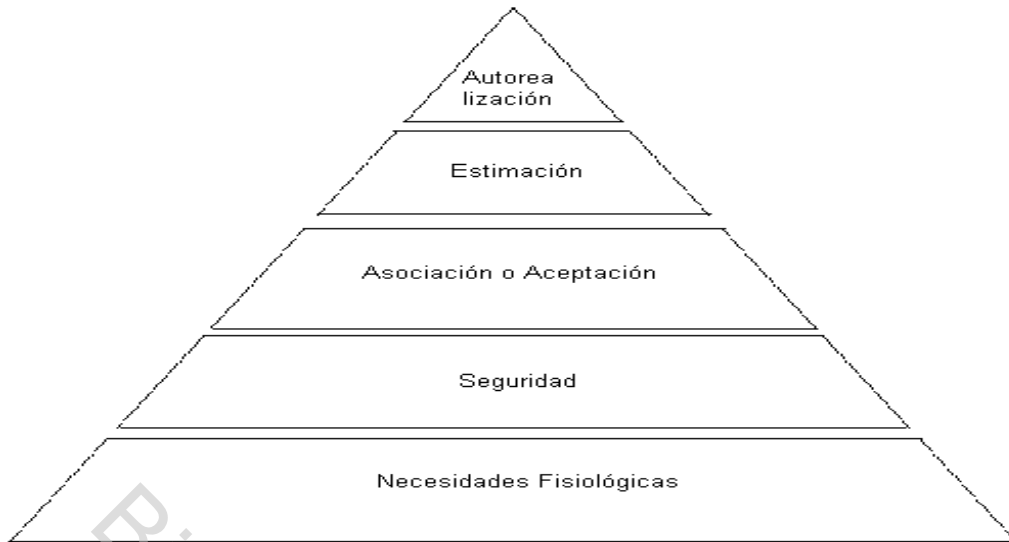 Autorea
lización
Estimación
Asociación o Aceptación
Seguridad
Necesidades Fisiológicas